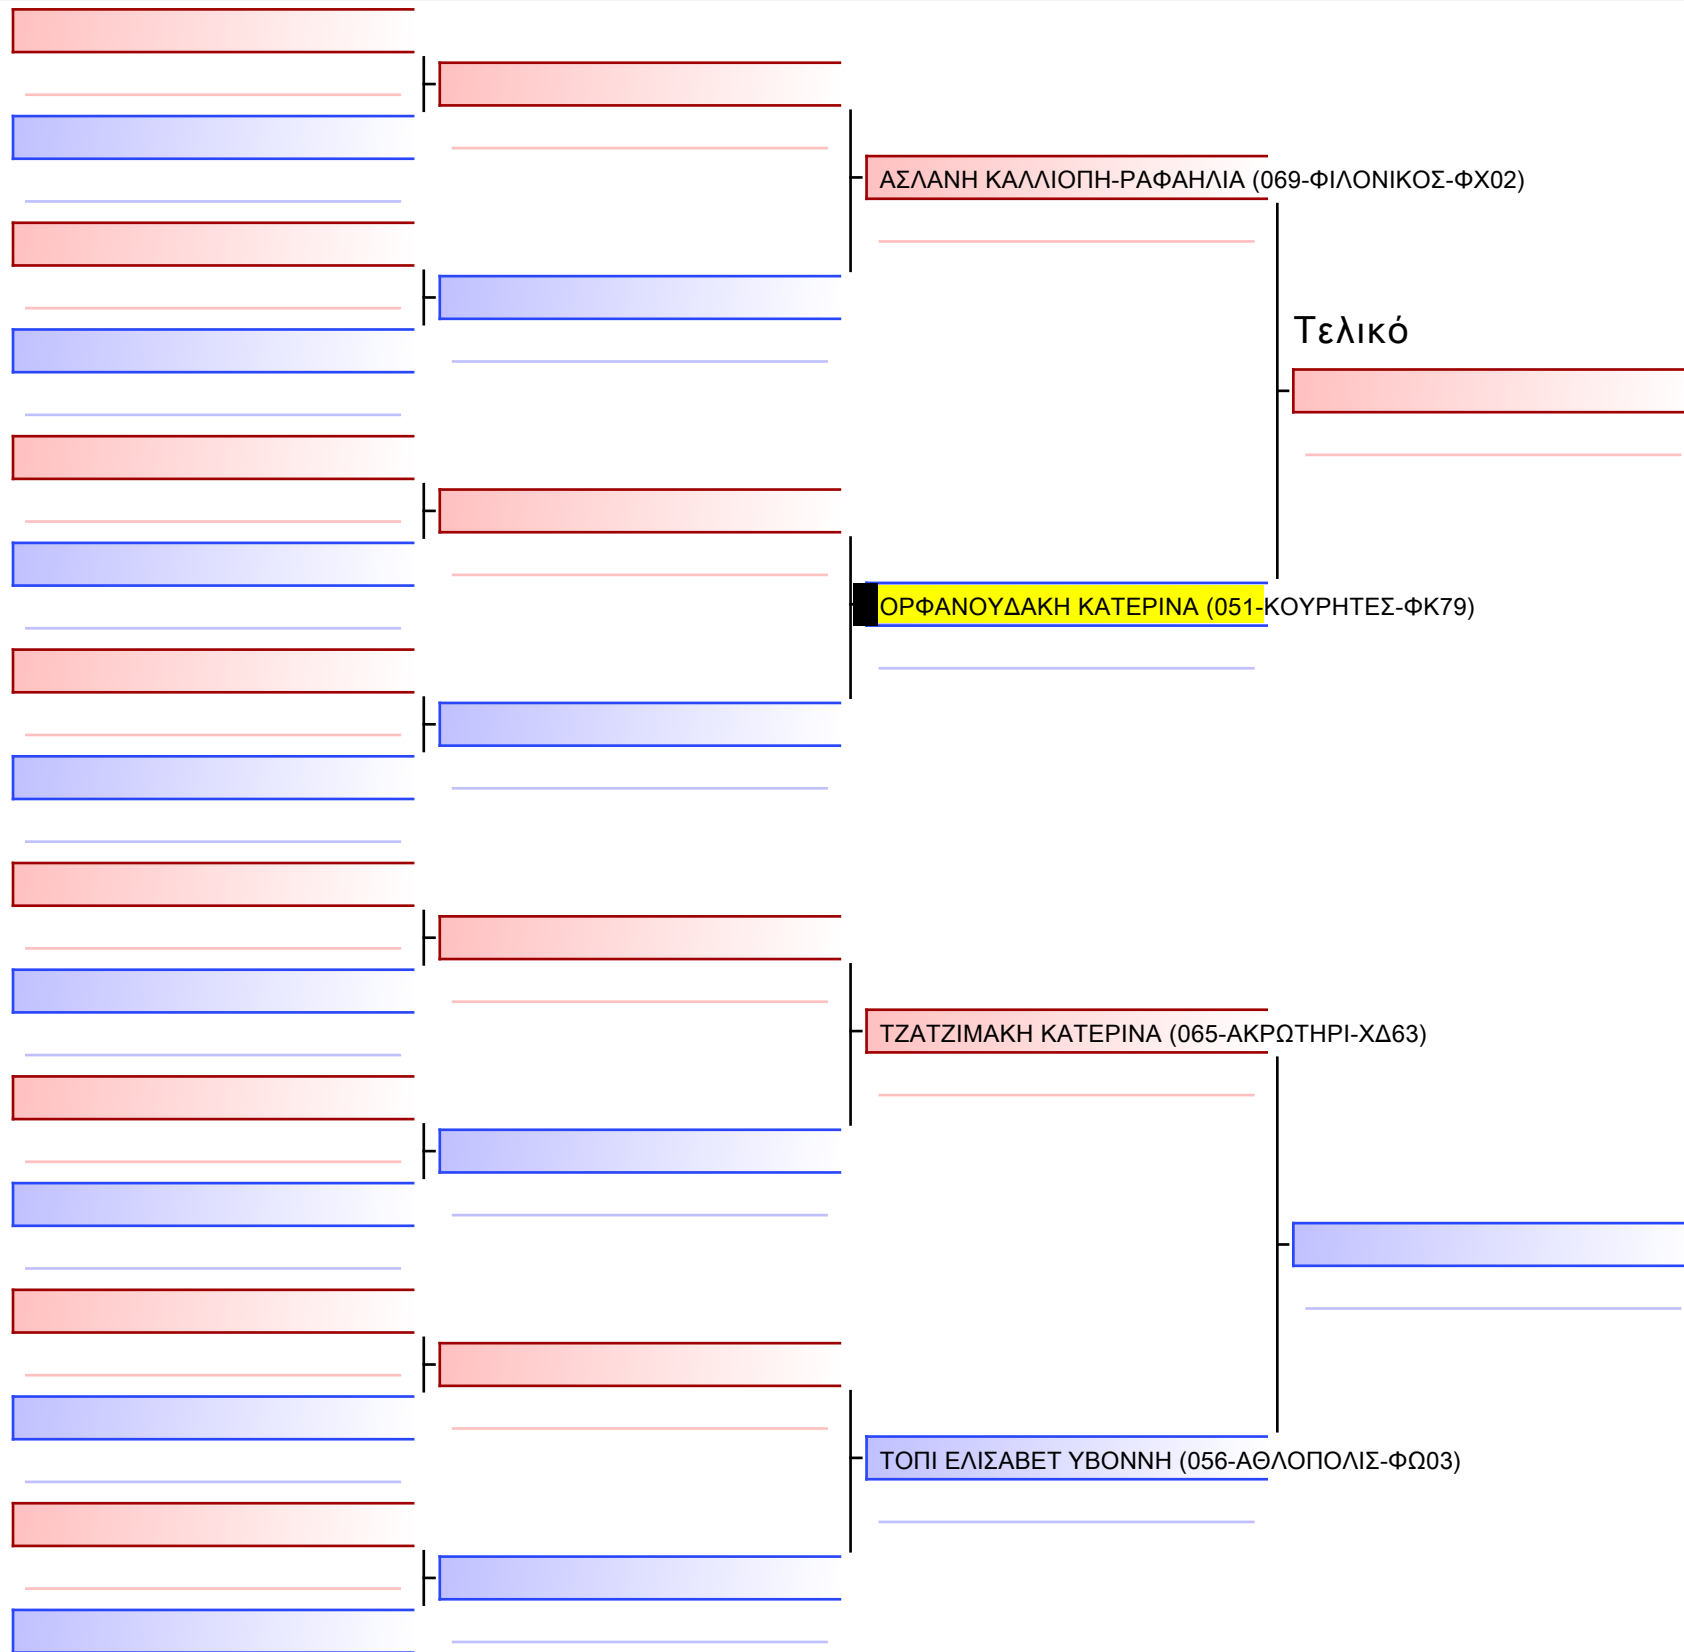 ΑΣΛΑΝΗ ΚΑΛΛΙΟΠΗ-ΡΑΦΑΗΛΙΑ (069-ΦΙΛΟΝΙΚΟΣ-ΦΧ02)
Τελικό
ΟΡΦΑΝΟΥΔΑΚΗ ΚΑΤΕΡΙΝΑ (051-ΚΟΥΡΗΤΕΣ-ΦΚ79)
ΤΖΑΤΖΙΜΑΚΗ ΚΑΤΕΡΙΝΑ (065-ΑΚΡΩΤΗΡΙ-ΧΔ63)
ΤΟΠΙ ΕΛΙΣΑΒΕΤ ΥΒΟΝΝΗ (056-ΑΘΛΟΠΟΛΙΣ-ΦΩ03)